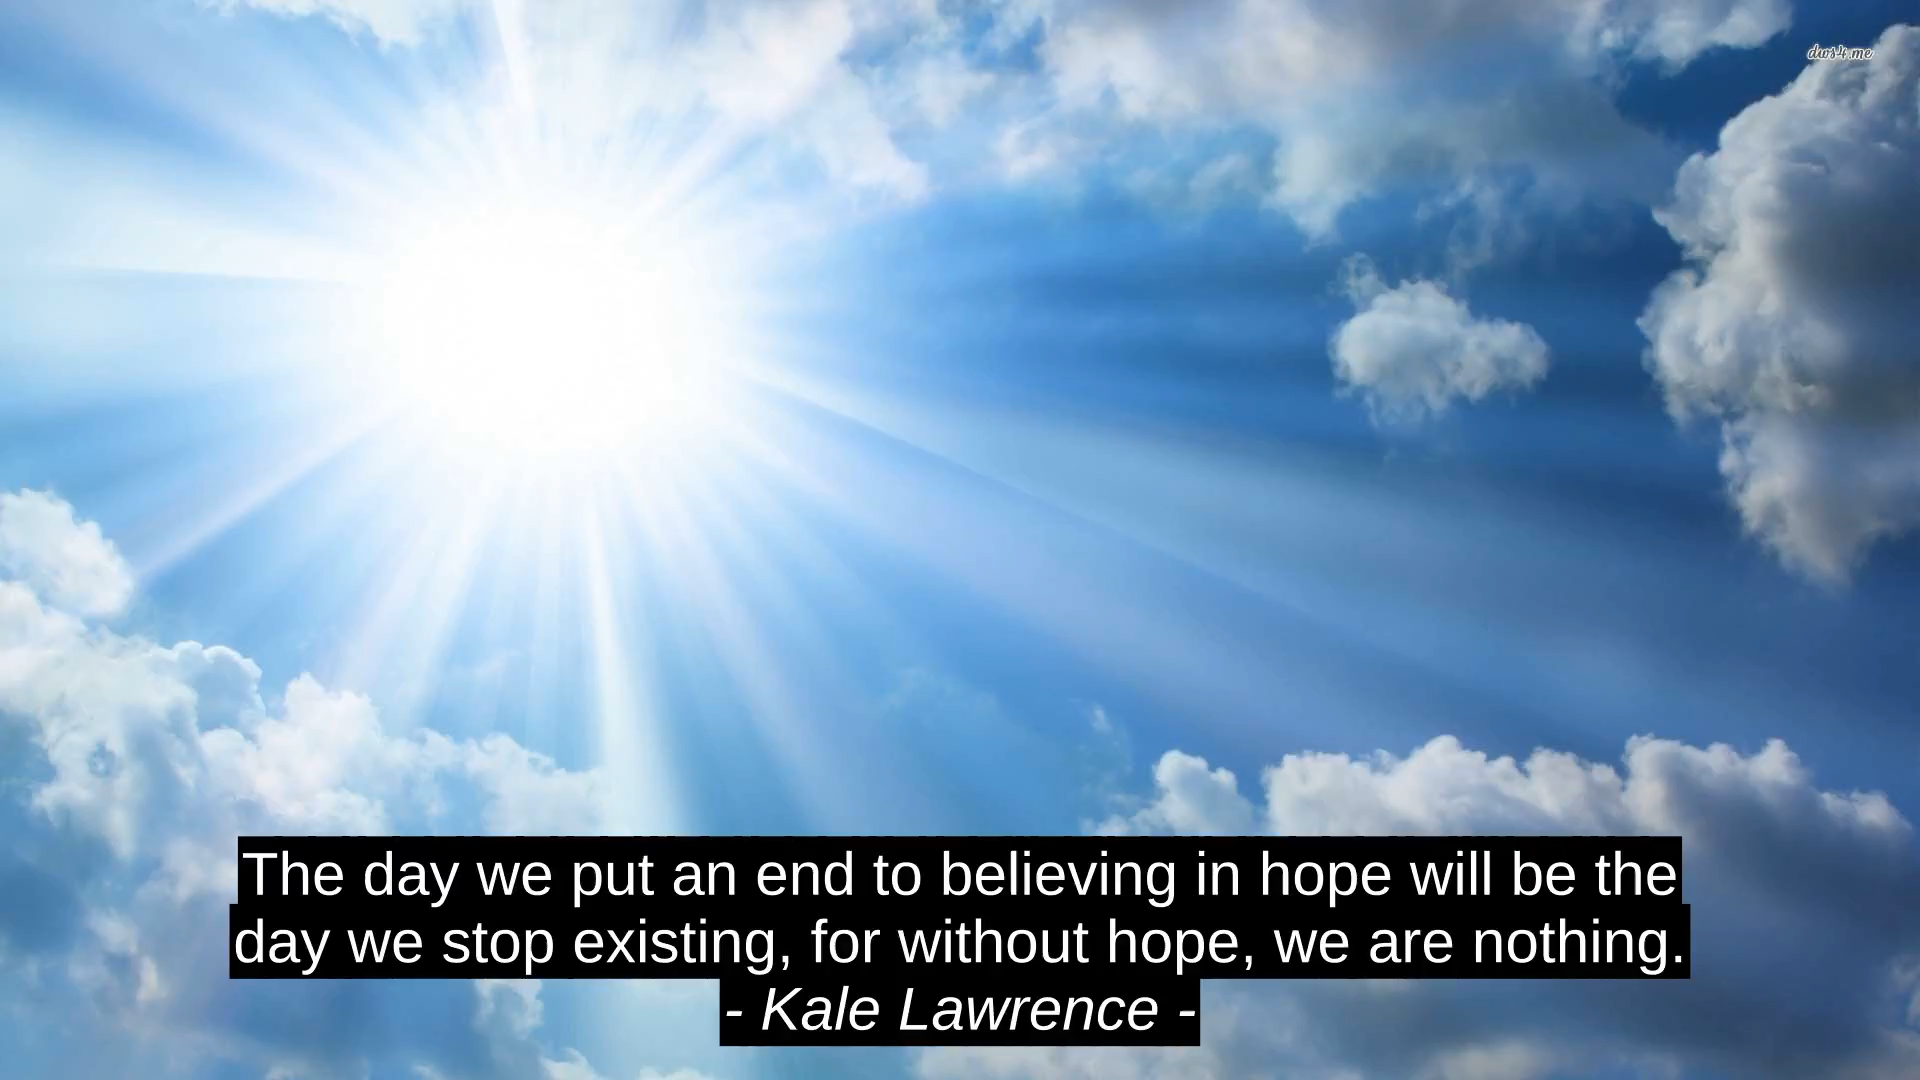 dws4.me
The day we put an end to believing in hope will be the
day we stop existing, for without hope, we are nothing.
- Kale Lawrence -